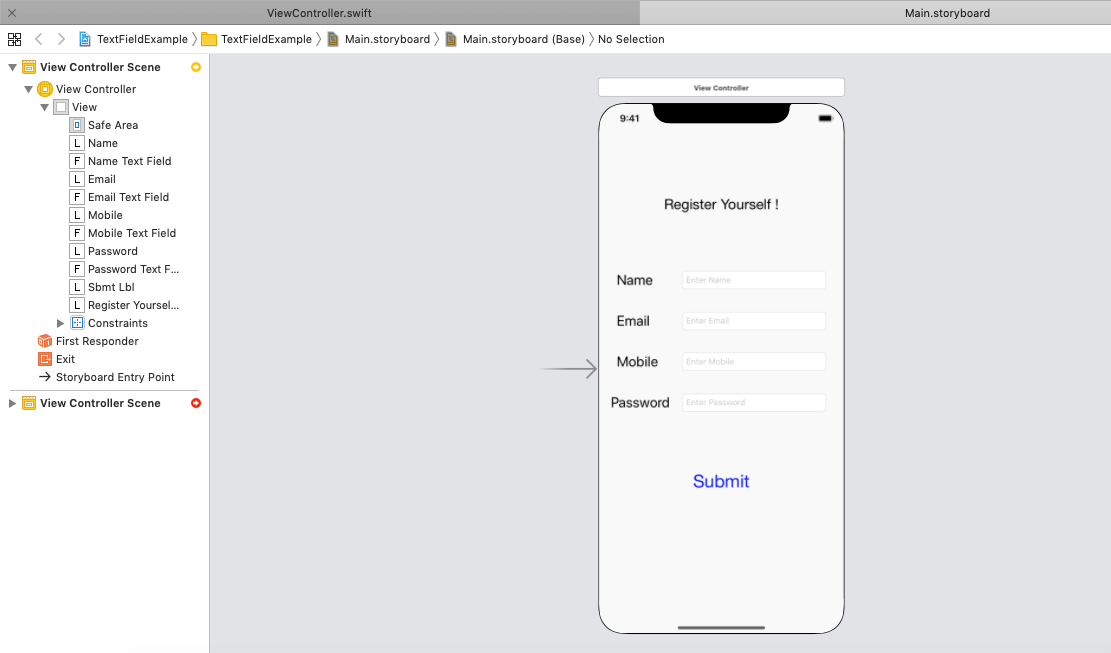 ViewController.swift Main.storyboard
TextFieldExample TextFieldExample Main.storyboard Main.storyboard (Base) No Selection
View Controller Scene
View Controller
View
Safe Area
L Name
F Name Text Field
L Email
F Email Text Field
L Mobile
F Mobile Text Field
L Password
F Password Text F...
L Sbmt Lbl
L Register Yoursel...
Constraints
First Responder
Exit
Storyboard Entry Point
View Controller Scene
View Controller
9:41
Register Yourself !
Name Enter Name
Email Enter Email
Mobile Enter Mobile
Password Enter Password
Submit